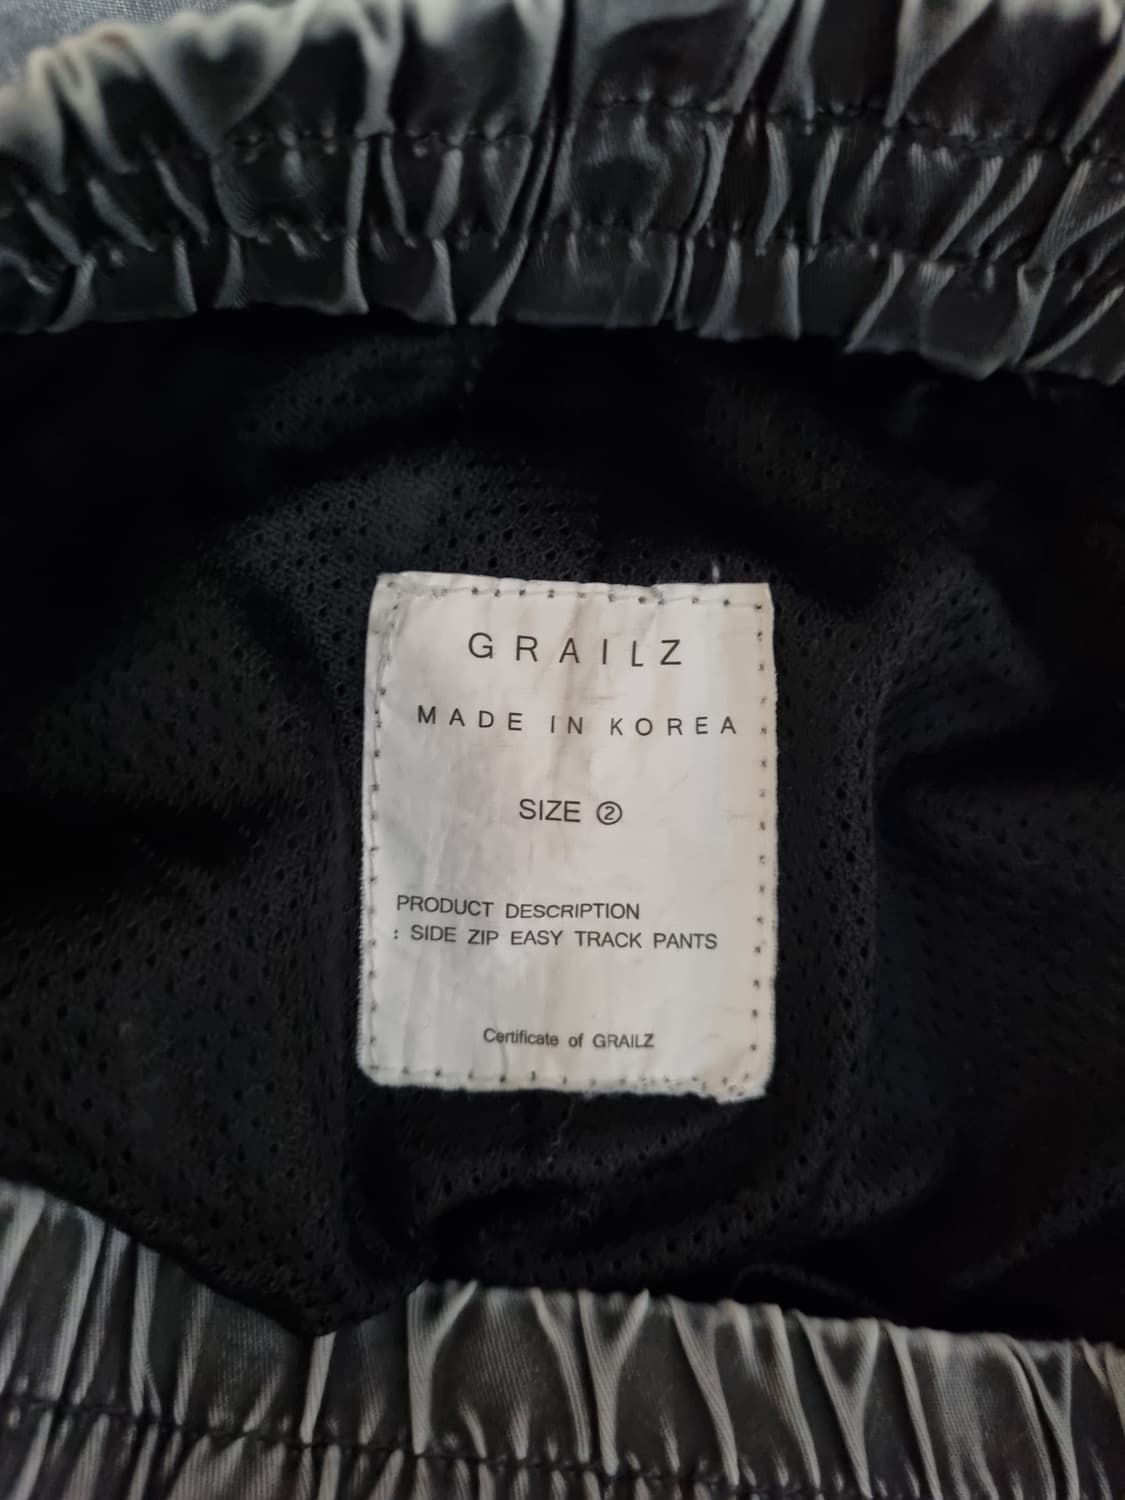 GRAILZ
MADE IN KOREA
SIZE ②
PRODUCT DESCRIPTION
: SIDE ZIP EASY TRACK PANTS
Certificate of GRAILZ